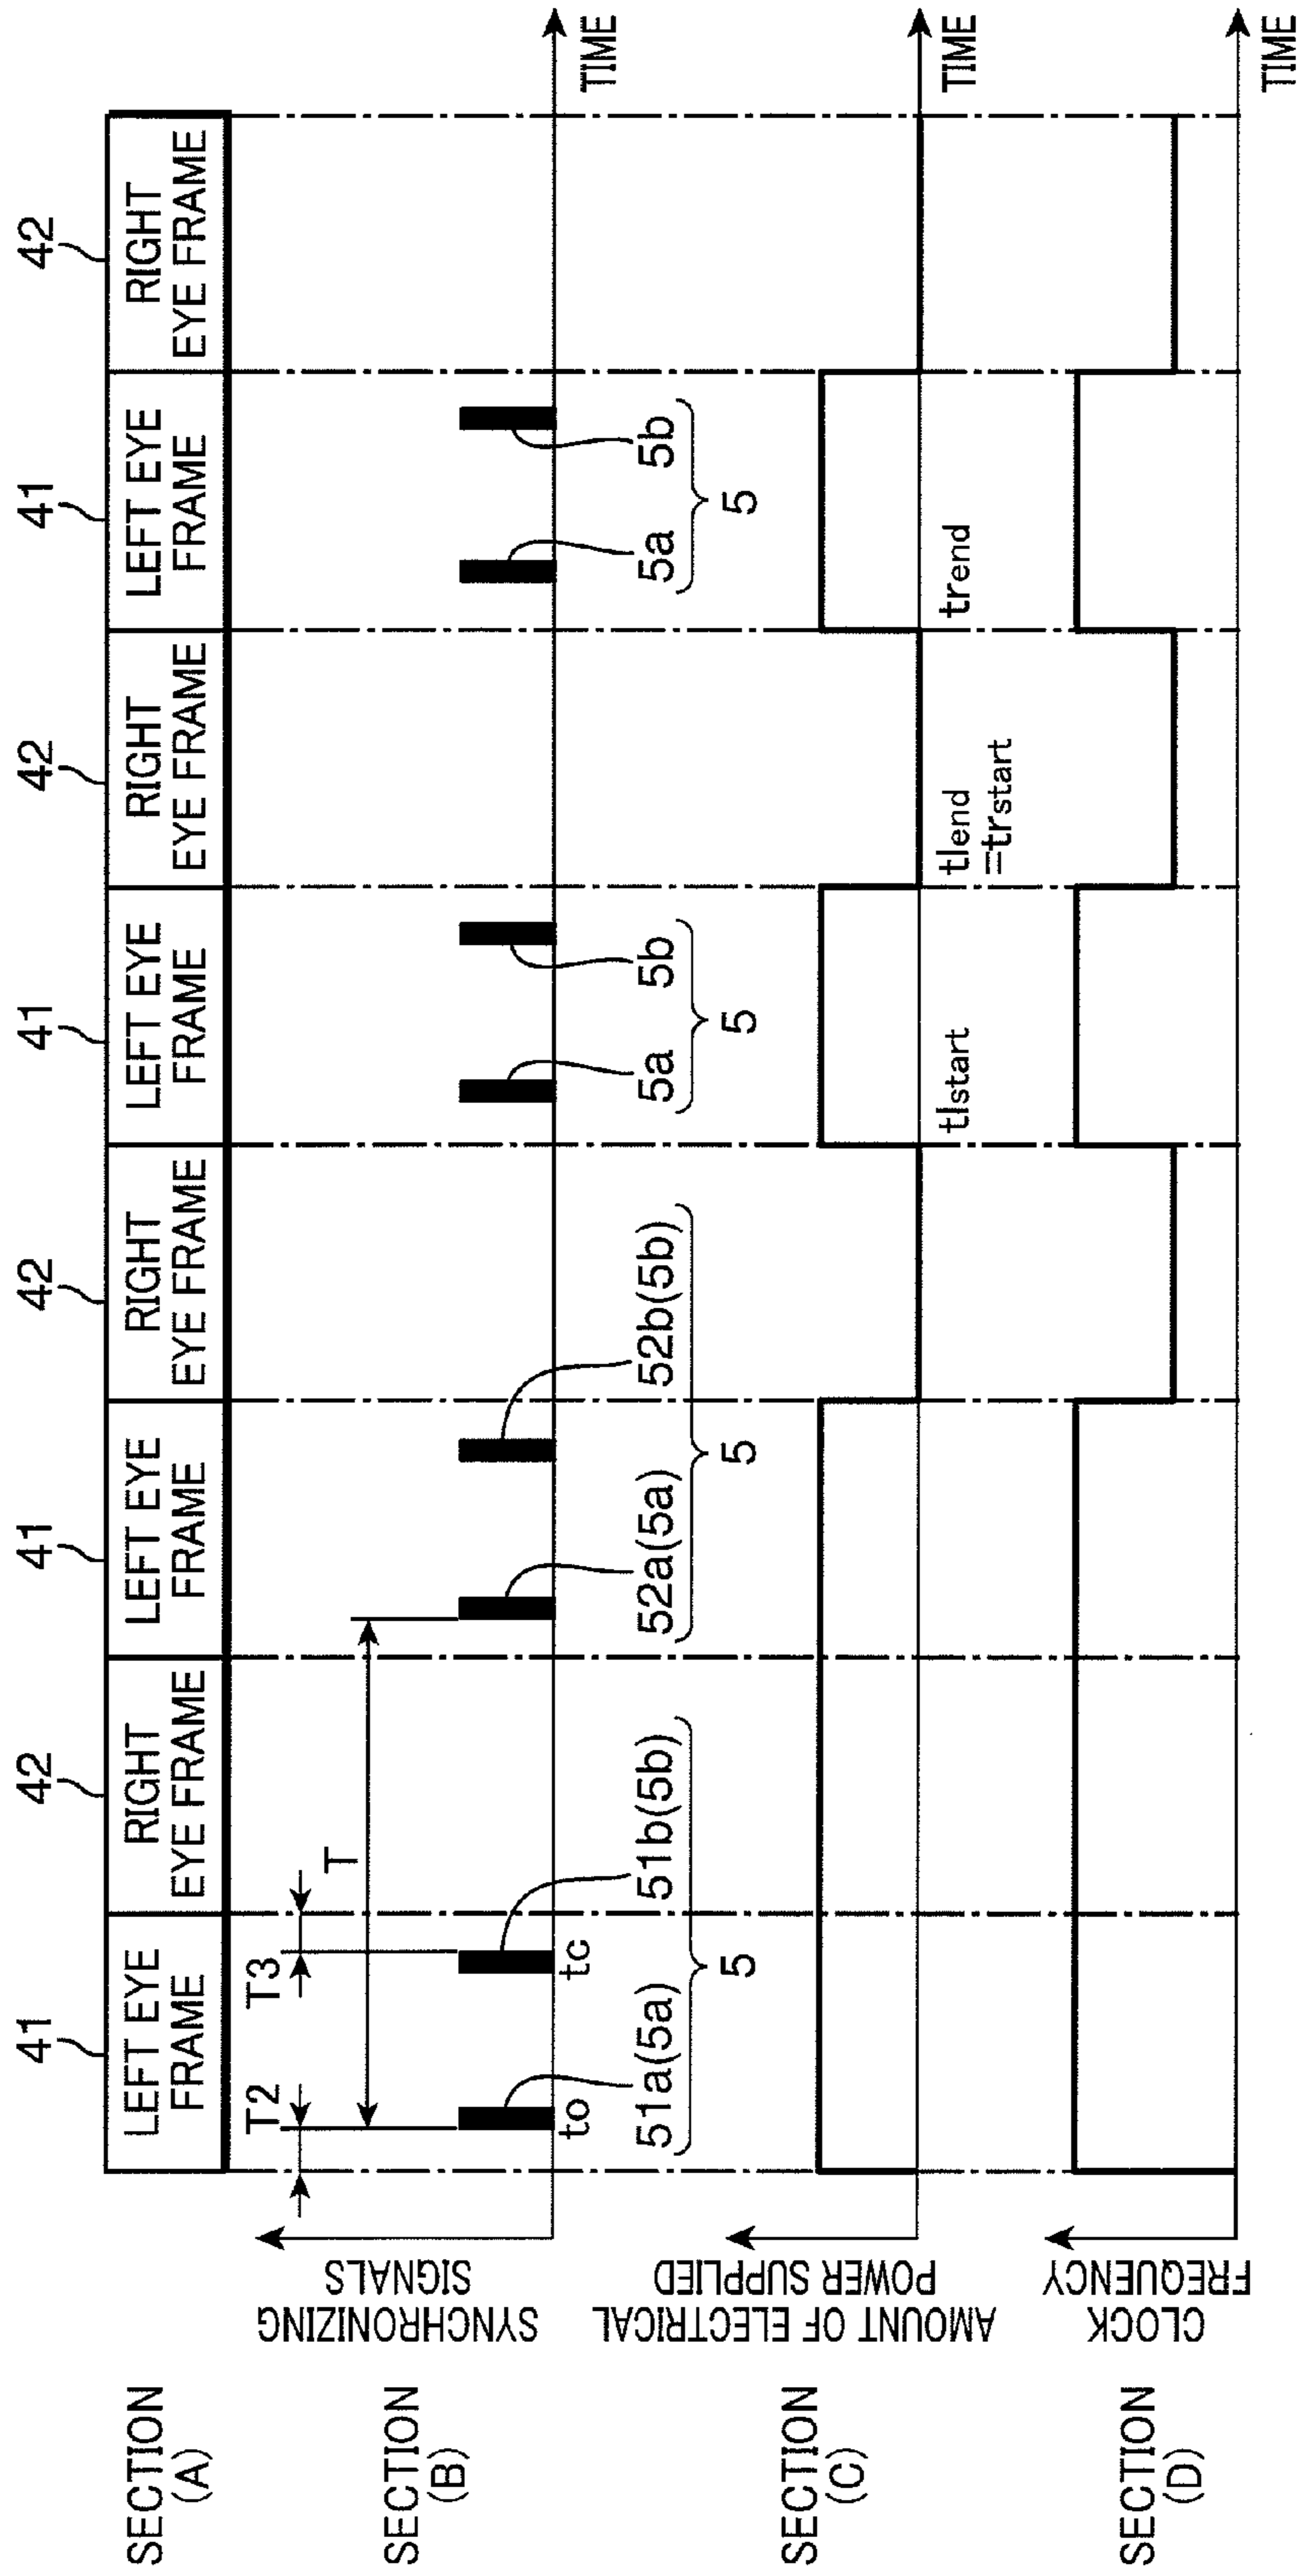 41
42
41
42
41
42
41
42
SECTION
(A)
LEFT EYE
FRAME
RIGHT
EYE FRAME
LEFT EYE
FRAME
RIGHT
EYE FRAME
LEFT EYE
FRAME
RIGHT
EYE FRAME
LEFT EYE
FRAME
RIGHT
EYE FRAME
SECTION
(B)
SYNCHRONIZING
SIGNALS
T2
T3
T
to
tc
TIME
51a(5a)
51b(5b)
52a(5a)
52b(5b)
5a
5b
5a
5b
5
5
5
5
SECTION
(C)
AMOUNT OF ELECTRICAL
POWER SUPPLIED
tlstart
tlend
=trstart
trend
TIME
SECTION
(D)
CLOCK
FREQUENCY
TIME